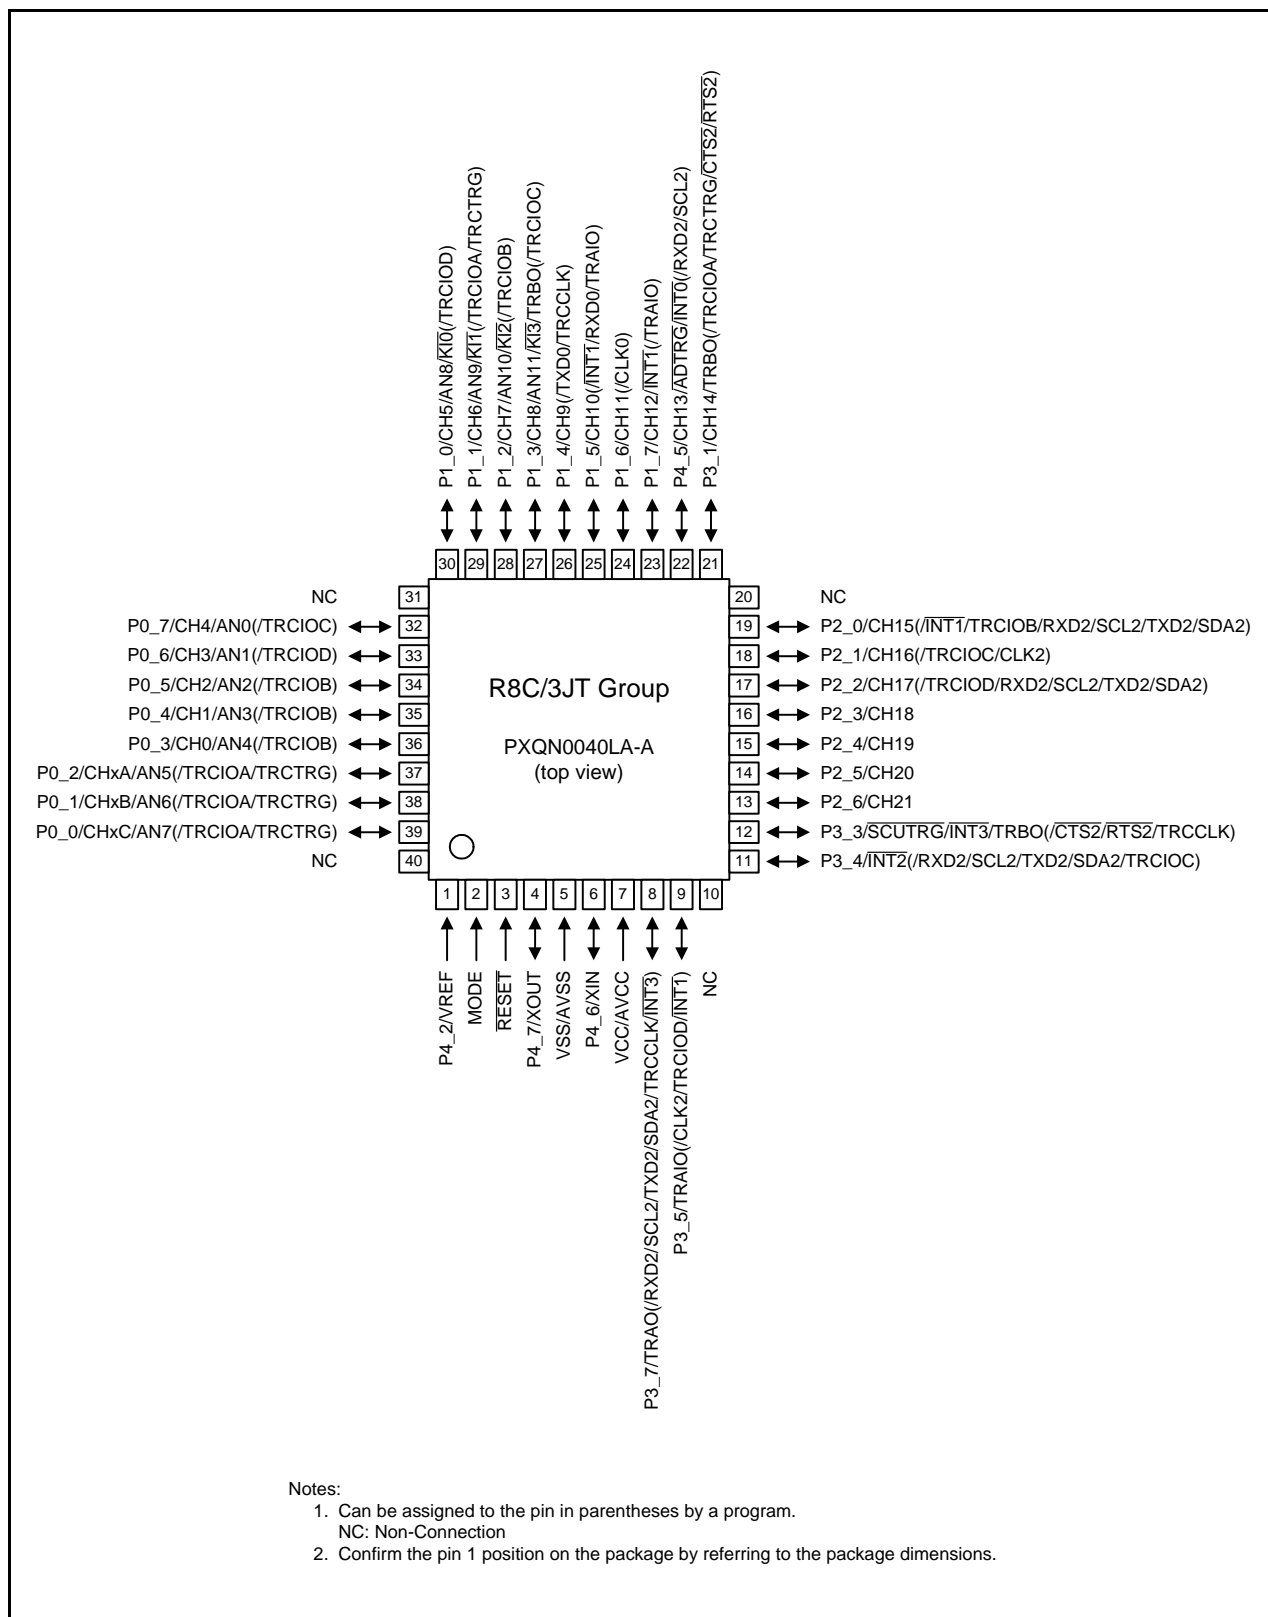 P1_0/CH5/AN8/KI0(/TRCIOD)
P1_1/CH6/AN9/KI1(/TRCIOA/TRCTRG)
P1_2/CH7/AN10/KI2(/TRCIOB)
P1_3/CH8/AN11/KI3/TRBO(/TRCIOC)
P1_4/CH9(/TXD0/TRCCLK)
P1_5/CH10(/INT1/RXD0/TRAIO)
P1_6/CH11(/CLK0)
P1_7/CH12/INT1(/TRAIO)
P4_5/CH13/ADTRG/INT0(/RXD2/SCL2)
P3_1/CH14/TRBO(/TRCIOA/TRCTRG/CTS2/RTS2)
30 29 28 27 26 25 24 23 22 21
NC 31
P0_7/CH4/AN0(/TRCIOC) 32
P0_6/CH3/AN1(/TRCIOD) 33
P0_5/CH2/AN2(/TRCIOB) 34
P0_4/CH1/AN3(/TRCIOB) 35
P0_3/CH0/AN4(/TRCIOB) 36
P0_2/CHxA/AN5(/TRCIOA/TRCTRG) 37
P0_1/CHxB/AN6(/TRCIOA/TRCTRG) 38
P0_0/CHxC/AN7(/TRCIOA/TRCTRG) 39
NC 40
R8C/3JT Group
PXQN0040LA-A
(top view)
20 NC
19 P2_0/CH15(/INT1/TRCIOB/RXD2/SCL2/TXD2/SDA2)
18 P2_1/CH16(/TRCIOC/CLK2)
17 P2_2/CH17(/TRCIOD/RXD2/SCL2/TXD2/SDA2)
16 P2_3/CH18
15 P2_4/CH19
14 P2_5/CH20
13 P2_6/CH21
12 P3_3/SCUTRG/INT3/TRBO(/CTS2/RTS2/TRCCLK)
11 P3_4/INT2(/RXD2/SCL2/TXD2/SDA2/TRCIOC)
1 2 3 4 5 6 7 8 9 10
P4_2/VREF
MODE
RESET
P4_7/XOUT
VSS/AVSS
P4_6/XIN
VCC/AVCC
P3_7/TRAO(/RXD2/SCL2/TXD2/SDA2/TRCCLK/INT3)
P3_5/TRAIO(/CLK2/TRCIOD/INT1)
NC
Notes:
1. Can be assigned to the pin in parentheses by a program.
NC: Non-Connection
2. Confirm the pin 1 position on the package by referring to the package dimensions.